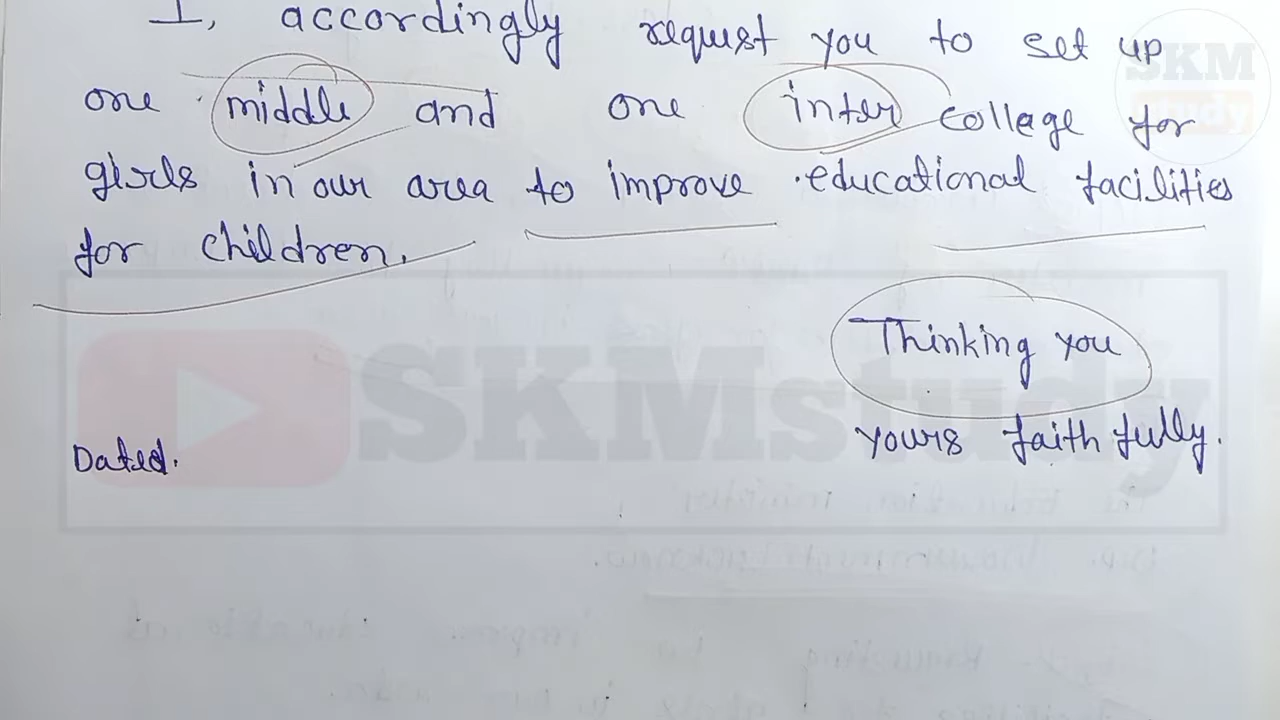 I, accordingly request you to set up
one middle and one inter college for
girls in our area to improve educational facilities
for children.
Thinking you
yours faithfully.
Dated.
SKM
study
SKMstudy